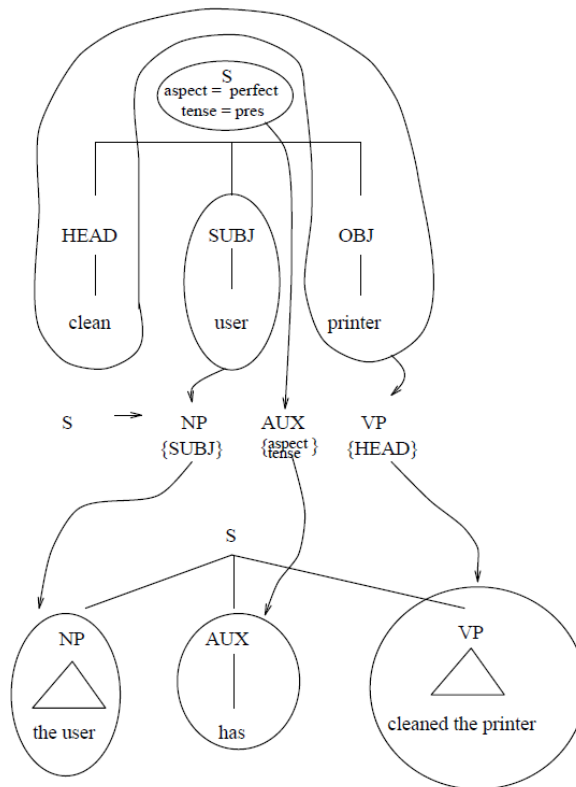 S
aspect = perfect
tense = pres
HEAD SUBJ OBJ
clean user printer
S NP AUX VP
{SUBJ} {aspect tense} {HEAD}
S
NP AUX VP
the user has cleaned the printer